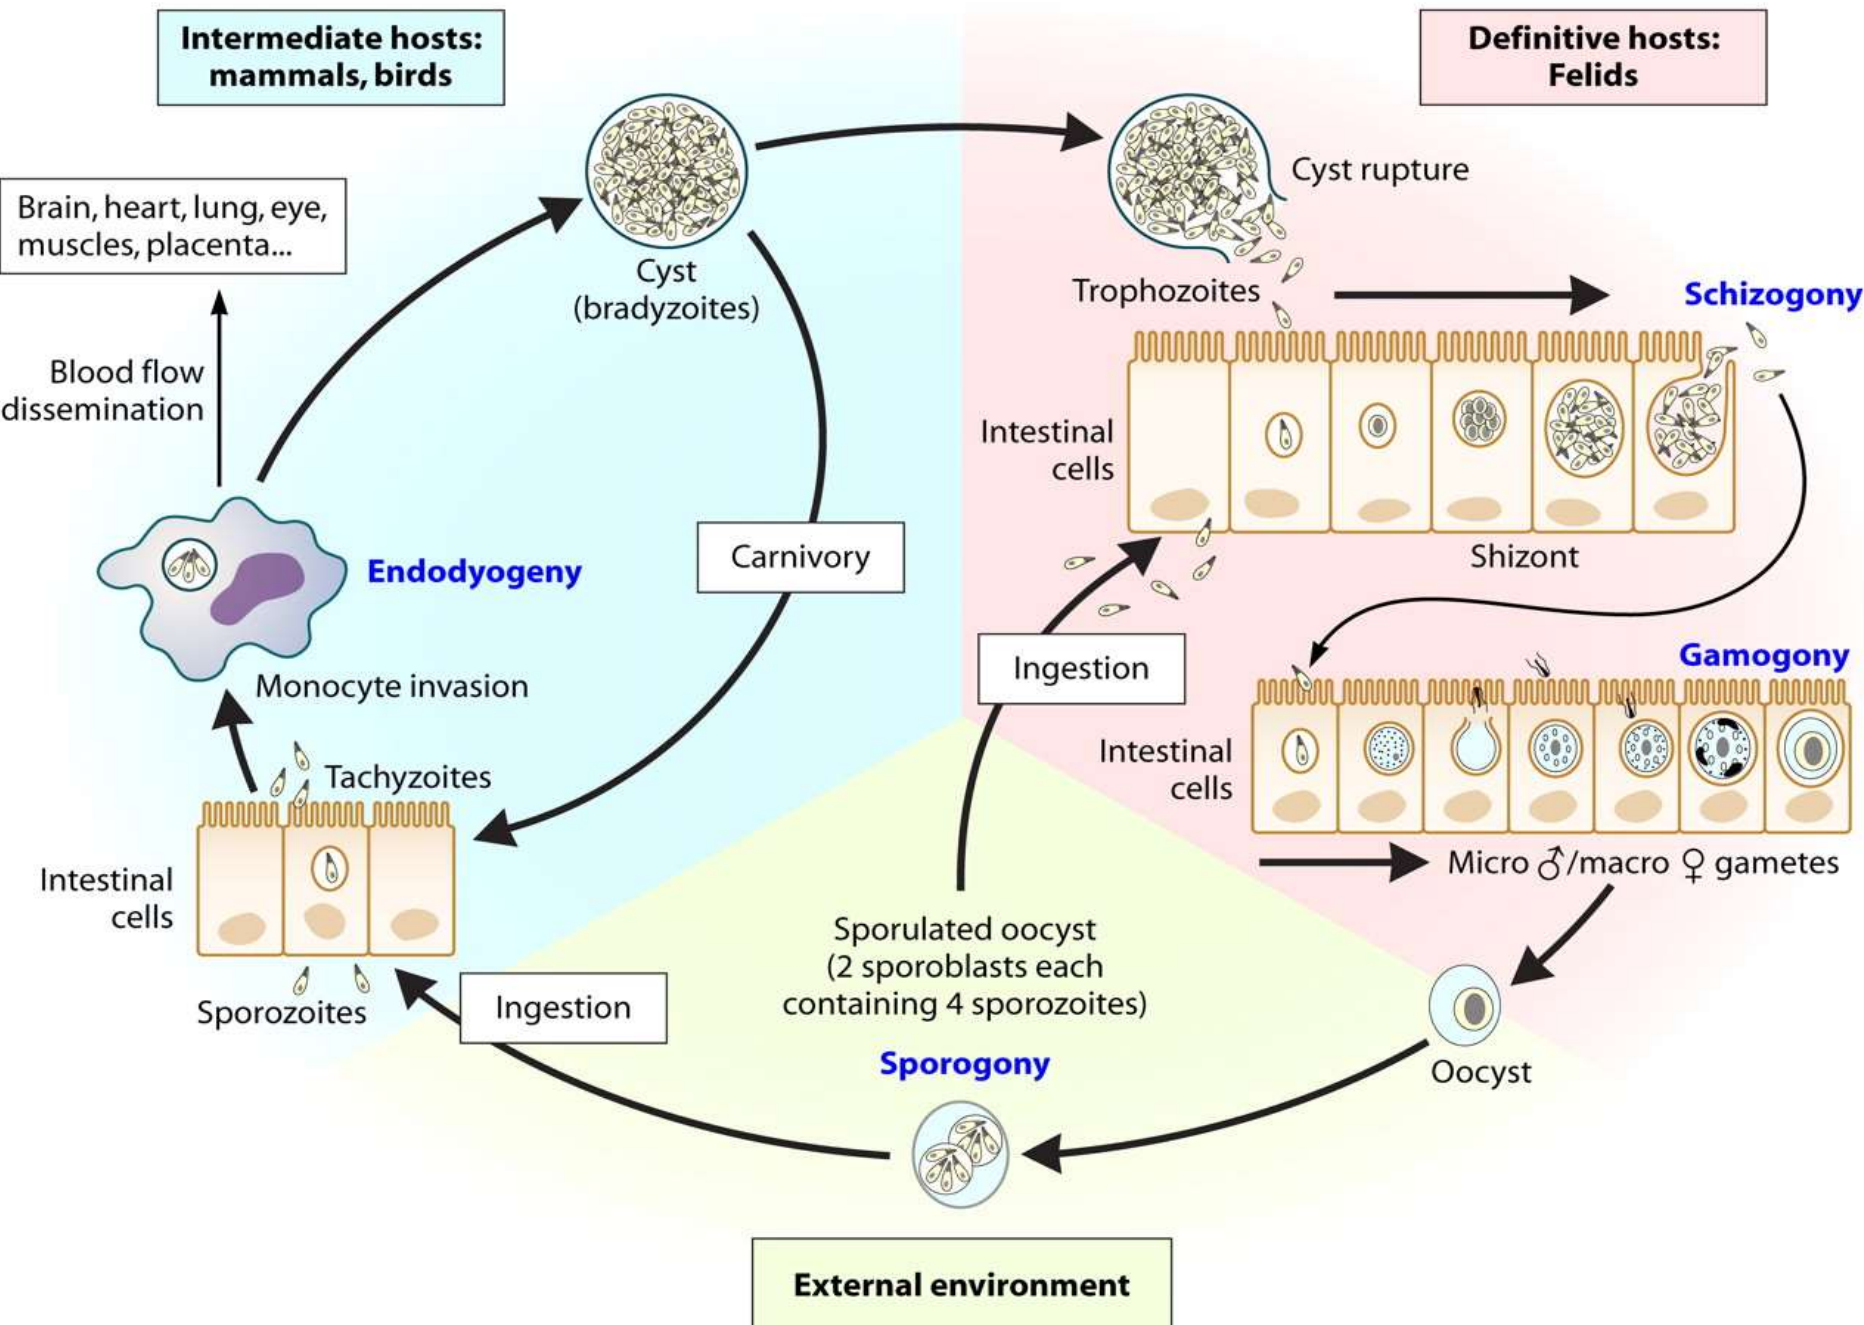 Intermediate hosts:
mammals, birds
Definitive hosts:
Felids
Brain, heart, lung, eye,
muscles, placenta...
Cyst
(bradyzoites)
Cyst rupture
Trophozoites
Schizogony
Blood flow
dissemination
Intestinal
cells
Carnivory
Shizont
Endodyogeny
Monocyte invasion
Ingestion
Gamogony
Tachyzoites
Intestinal
cells
Micro ♂/macro ♀ gametes
Intestinal
cells
Sporozoites
Ingestion
Sporulated oocyst
(2 sporoblasts each
containing 4 sporozoites)
Sporogony
Oocyst
External environment